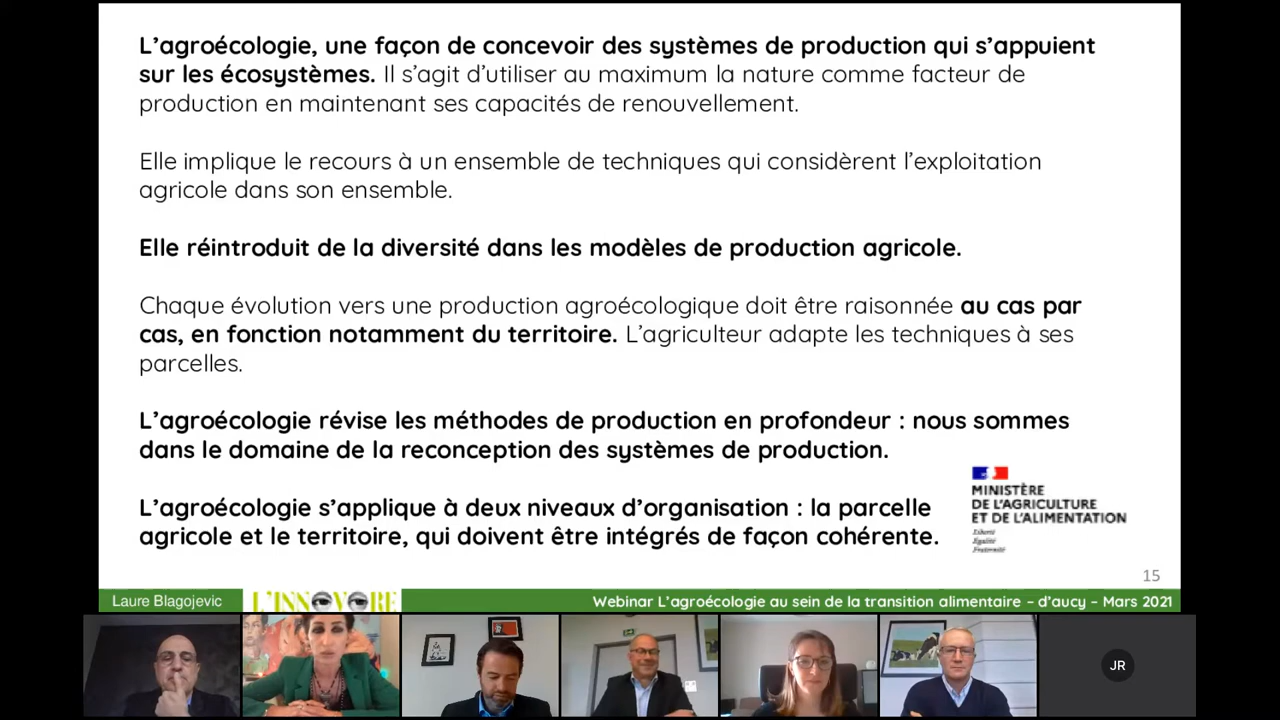 L’agroécologie, une façon de concevoir des systèmes de production qui s’appuient
sur les écosystèmes. Il s’agit d’utiliser au maximum la nature comme facteur de
production en maintenant ses capacités de renouvellement.
Elle implique le recours à un ensemble de techniques qui considèrent l’exploitation
agricole dans son ensemble.
Elle réintroduit de la diversité dans les modèles de production agricole.
Chaque évolution vers une production agroécologique doit être raisonnée au cas par
cas, en fonction notamment du territoire. L’agriculteur adapte les techniques à ses
parcelles.
L’agroécologie révise les méthodes de production en profondeur : nous sommes
dans le domaine de la reconception des systèmes de production.
L’agroécologie s’applique à deux niveaux d’organisation : la parcelle
agricole et le territoire, qui doivent être intégrés de façon cohérente.
MINISTÈRE
DE L’AGRICULTURE
ET DE L’ALIMENTATION
Liberté
Égalité
Fraternité
15
Laure Blagojevic
L’INNOVORE
Webinar L’agroécologie au sein de la transition alimentaire – d’aucy – Mars 2021
JR